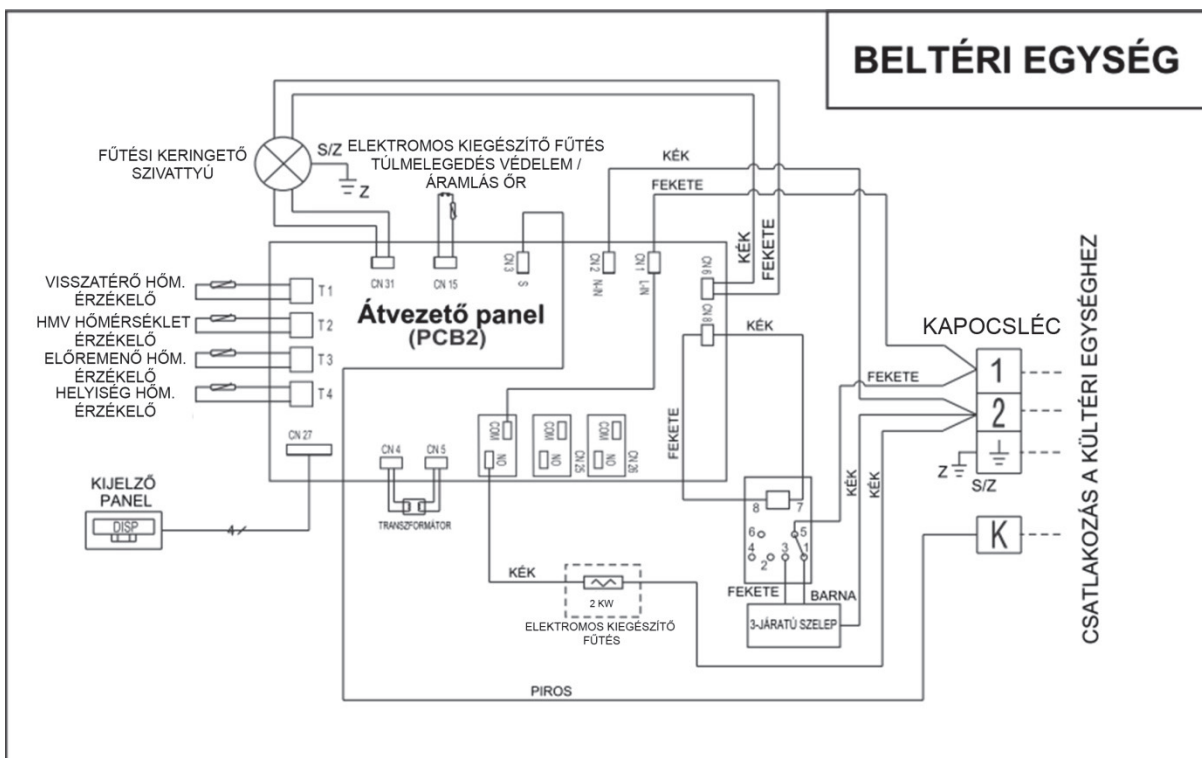 BELTÉRI EGYSÉG
FŰTÉSI KERINGETŐ
SZIVATTYÚ
S/Z
Z
ELEKTROMOS KIEGÉSZÍTŐ FŰTÉS
TÚLMELEGEDÉS VÉDELEM /
ÁRAMLÁS ŐR
KÉK
FEKETE
KÉK
FEKETE
CN 31
CN 15
CN 3
S
CN 2
N-IN
CN 1
L-IN
CN 6
CN 8
VISSZATÉRŐ HŐM.
ÉRZÉKELŐ
T 1
HMV HŐMÉRSÉKLET
ÉRZÉKELŐ
T 2
ELŐREMENŐ HŐM.
ÉRZÉKELŐ
T 3
HELYISÉG HŐM.
ÉRZÉKELŐ
T 4
Átvezető panel
(PCB2)
CN 27
CN 4
CN 5
TRANSZFORMÁTOR
COM
NO
COM
NO
CN 25
COM
NO
CN 26
KIJELZŐ
PANEL
DISP
4
KÉK
FEKETE
8
7
6
5
4
2
3
1
FEKETE
BARNA
3-JÁRATÚ SZELEP
KÉK
2 KW
ELEKTROMOS KIEGÉSZÍTŐ
FŰTÉS
PIROS
KAPOCSLÉC
FEKETE
1
2
KÉK
KÉK
Z
S/Z
K
CSATLAKOZÁS A KÜLTÉRI EGYSÉGHEZ